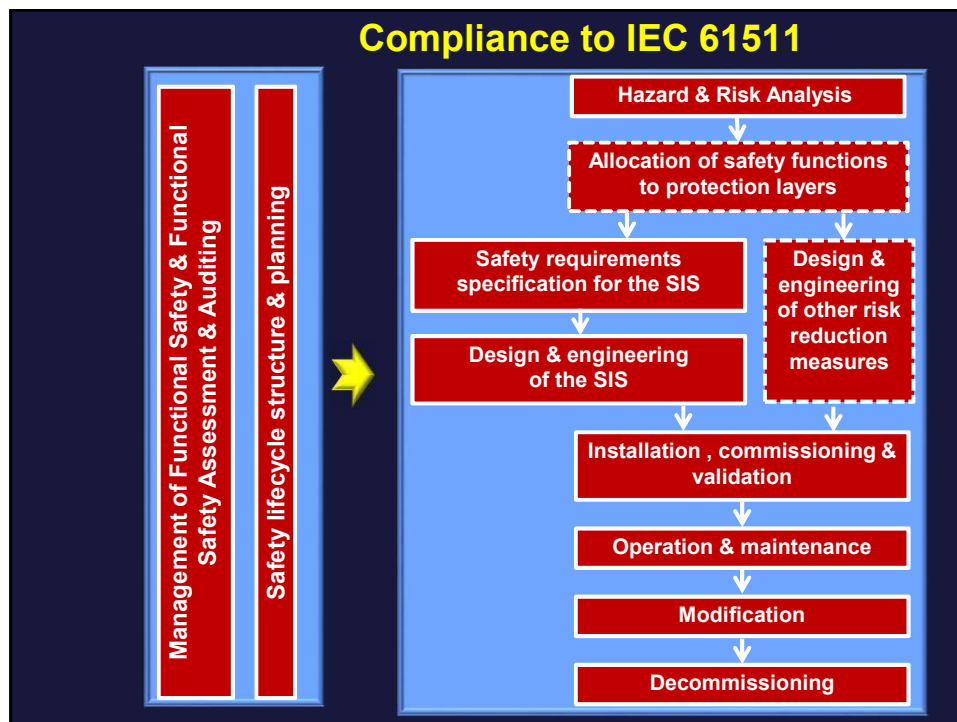 Compliance to IEC 61511
Management of Functional Safety & Functional
Safety Assessment & Auditing
Safety lifecycle structure & planning
Hazard & Risk Analysis
Allocation of safety functions
to protection layers
Safety requirements
specification for the SIS
Design &
engineering
of other risk
reduction
measures
Design & engineering
of the SIS
Installation , commissioning &
validation
Operation & maintenance
Modification
Decommissioning